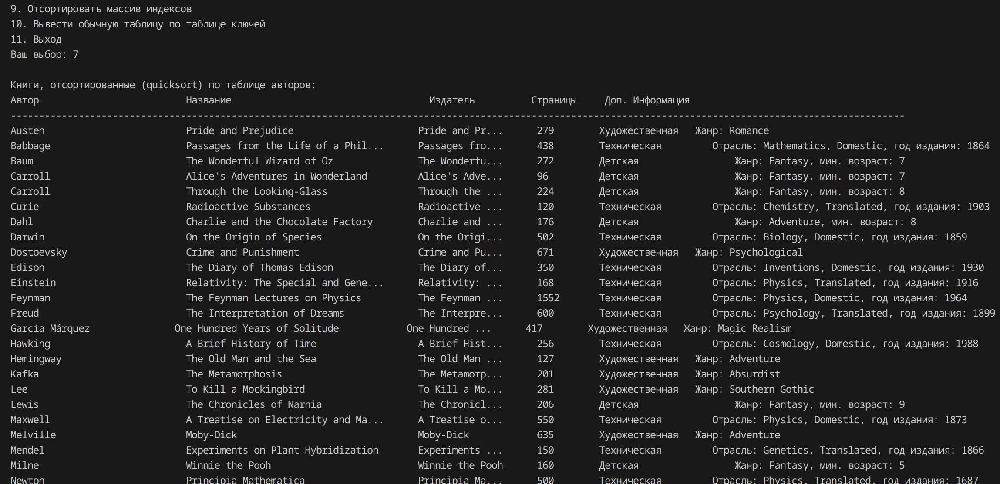 9. Отсортировать массив индексов
10. Вывести обычную таблицу по таблице ключей
11. Выход
Ваш выбор: 7
Книги, отсортированные (quicksort) по таблице авторов:
Автор Название Издатель Страницы Доп. Информация
--------------------------------------------------------------------------------------------------------------------------------------------------------------
Austen Pride and Prejudice Pride and Pr... 279 Художественная Жанр: Romance
Babbage Passages from the Life of a Phil... Passages fro... 438 Техническая Отрасль: Mathematics, Domestic, год издания: 1864
Baum The Wonderful Wizard of Oz The Wonderfu... 272 Детская Жанр: Fantasy, мин. возраст: 7
Carroll Alice's Adventures in Wonderland Alice's Adve... 96 Детская Жанр: Fantasy, мин. возраст: 7
Carroll Through the Looking-Glass Through the ... 224 Детская Жанр: Fantasy, мин. возраст: 8
Curie Radioactive Substances Radioactive ... 120 Техническая Отрасль: Chemistry, Translated, год издания: 1903
Dahl Charlie and the Chocolate Factory Charlie and ... 176 Детская Жанр: Adventure, мин. возраст: 8
Darwin On the Origin of Species On the Origi... 502 Техническая Отрасль: Biology, Domestic, год издания: 1859
Dostoevsky Crime and Punishment Crime and Pu... 671 Художественная Жанр: Psychological
Edison The Diary of Thomas Edison The Diary of... 350 Техническая Отрасль: Inventions, Domestic, год издания: 1930
Einstein Relativity: The Special and Gene... Relativity: ... 168 Техническая Отрасль: Physics, Translated, год издания: 1916
Feynman The Feynman Lectures on Physics The Feynman ... 1552 Техническая Отрасль: Physics, Domestic, год издания: 1964
Freud The Interpretation of Dreams The Interpre... 600 Техническая Отрасль: Psychology, Translated, год издания: 1899
García Márquez One Hundred Years of Solitude One Hundred ... 417 Художественная Жанр: Magic Realism
Hawking A Brief History of Time A Brief Hist... 256 Техническая Отрасль: Cosmology, Domestic, год издания: 1988
Hemingway The Old Man and the Sea The Old Man ... 127 Художественная Жанр: Adventure
Kafka The Metamorphosis The Metamorp... 201 Художественная Жанр: Absurdist
Lee To Kill a Mockingbird To Kill a Mo... 281 Художественная Жанр: Southern Gothic
Lewis The Chronicles of Narnia The Chronicl... 206 Детская Жанр: Fantasy, мин. возраст: 9
Maxwell A Treatise on Electricity and Ma... A Treatise o... 550 Техническая Отрасль: Physics, Domestic, год издания: 1873
Melville Moby-Dick Moby-Dick 635 Художественная Жанр: Adventure
Mendel Experiments on Plant Hybridization Experiments ... 150 Техническая Отрасль: Genetics, Translated, год издания: 1866
Milne Winnie the Pooh Winnie the Pooh 160 Детская Жанр: Fantasy, мин. возраст: 5
Newton Principia Mathematica Principia Ma... 500 Техническая Отрасль: Physics, Translated, год издания: 1687